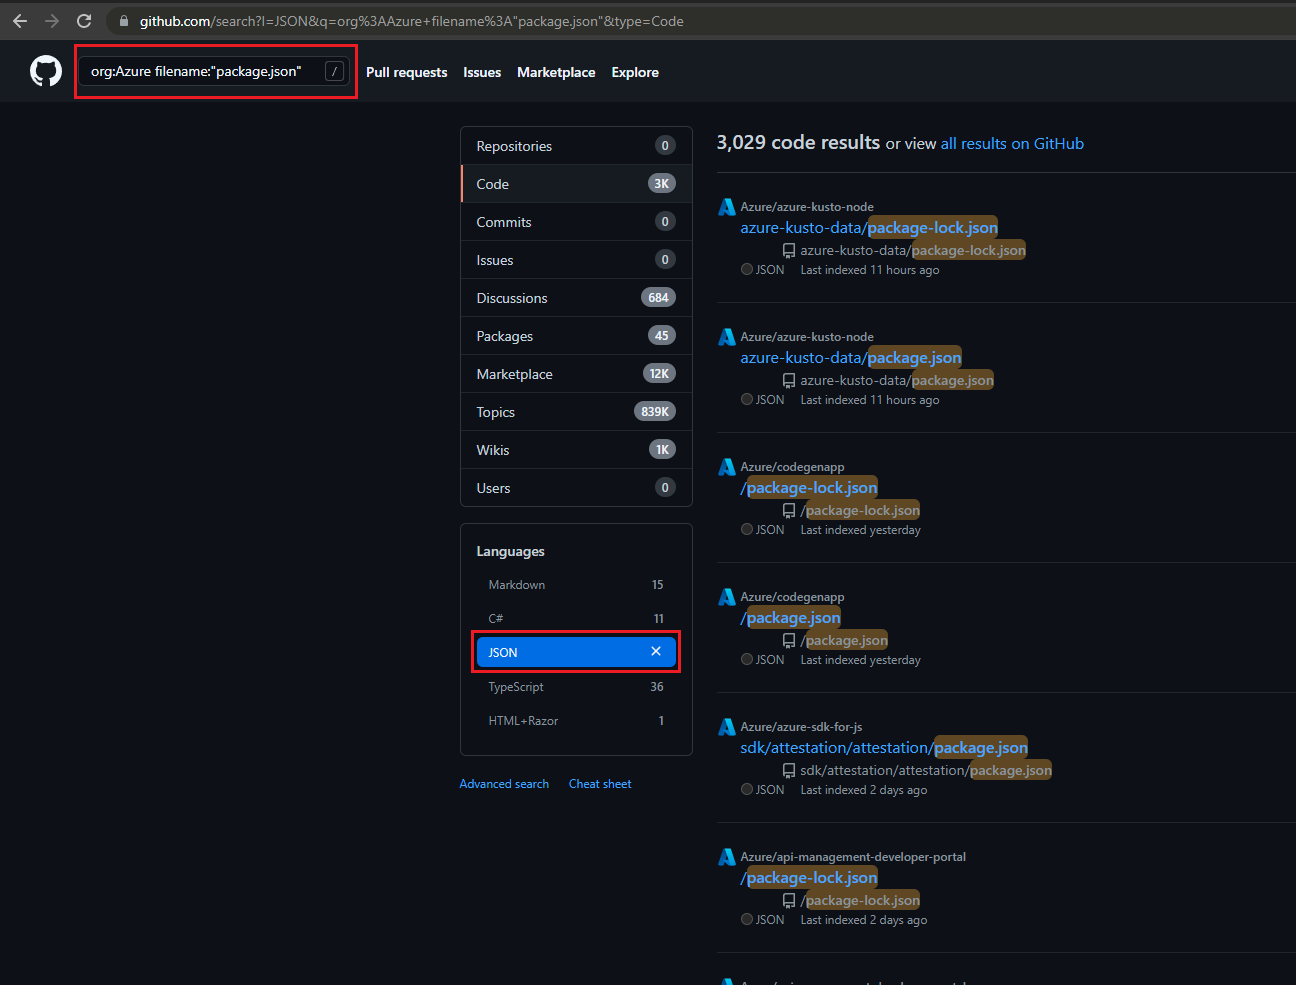 github.com/search?l=JSON&q=org%3AAzure+filename%3A"package.json"&type=Code
org:Azure filename:"package.json" /
Pull requests Issues Marketplace Explore
Repositories 0
Code 3K
Commits 0
Issues 0
Discussions 684
Packages 45
Marketplace 12K
Topics 839K
Wikis 1K
Users 0
Languages
Markdown 15
C# 11
JSON
TypeScript 36
HTML+Razor 1
Advanced search Cheat sheet
3,029 code results or view all results on GitHub
Azure/azure-kusto-node
azure-kusto-data/package-lock.json
azure-kusto-data/package-lock.json
JSON Last indexed 11 hours ago
Azure/azure-kusto-node
azure-kusto-data/package.json
azure-kusto-data/package.json
JSON Last indexed 11 hours ago
Azure/codegenapp
/package-lock.json
/package-lock.json
JSON Last indexed yesterday
Azure/codegenapp
/package.json
/package.json
JSON Last indexed yesterday
Azure/azure-sdk-for-js
sdk/attestation/attestation/package.json
sdk/attestation/attestation/package.json
JSON Last indexed 2 days ago
Azure/api-management-developer-portal
/package-lock.json
/package-lock.json
JSON Last indexed 2 days ago